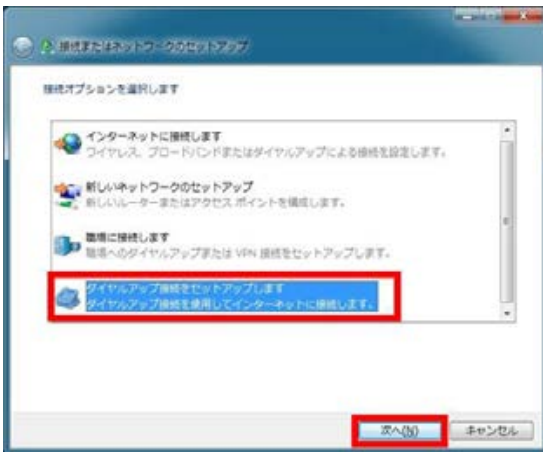 接続またはネットワークのセットアップ
接続オプションを選択します
インターネットに接続します
ワイヤレス、ブロードバンドまたはダイヤルアップによる接続を設定します。
新しいネットワークのセットアップ
新しいルーターまたはアクセス ポイントを構成します。
職場に接続します
職場へのダイヤルアップまたは VPN 接続をセットアップします。
ダイヤルアップ接続をセットアップします
ダイヤルアップ接続を使用してインターネットに接続します。
次へ(N)
キャンセル